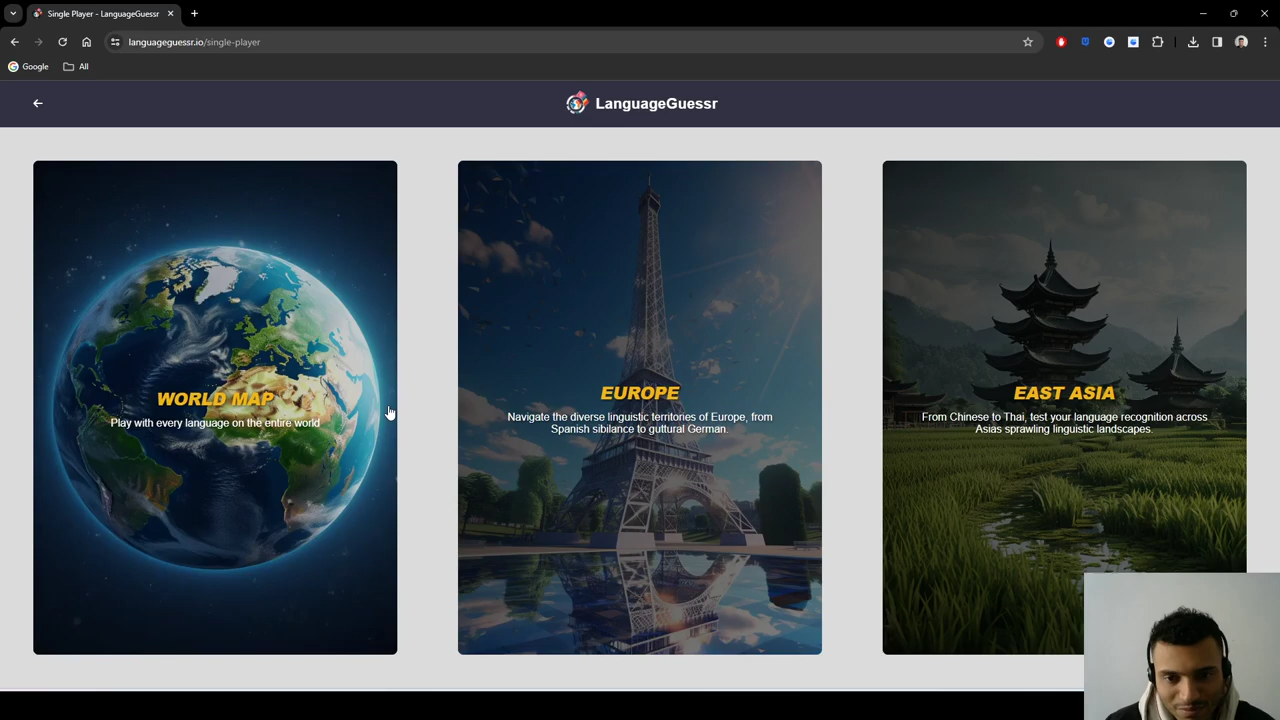 Single Player - LanguageGuessr
languageguessr.io/single-player
Google
All
LanguageGuessr
WORLD MAP
Play with every language on the entire world
EUROPE
Navigate the diverse linguistic territories of Europe, from
Spanish sibilance to guttural German.
EAST ASIA
From Chinese to Thai, test your language recognition across
Asias sprawling linguistic landscapes.